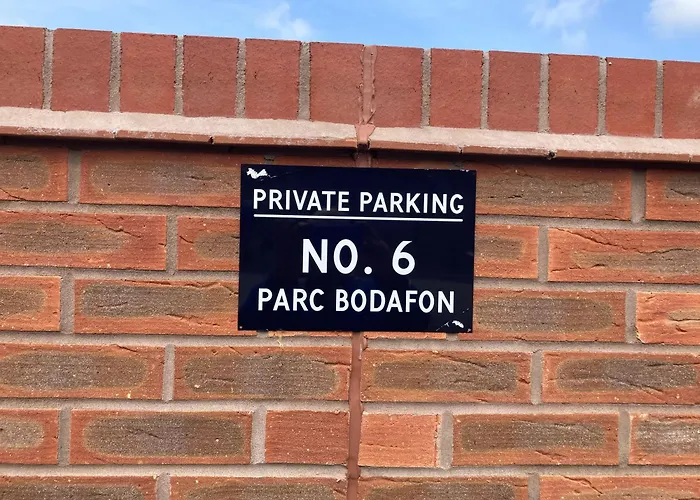 PRIVATE PARKING
NO. 6
PARC BODAFON